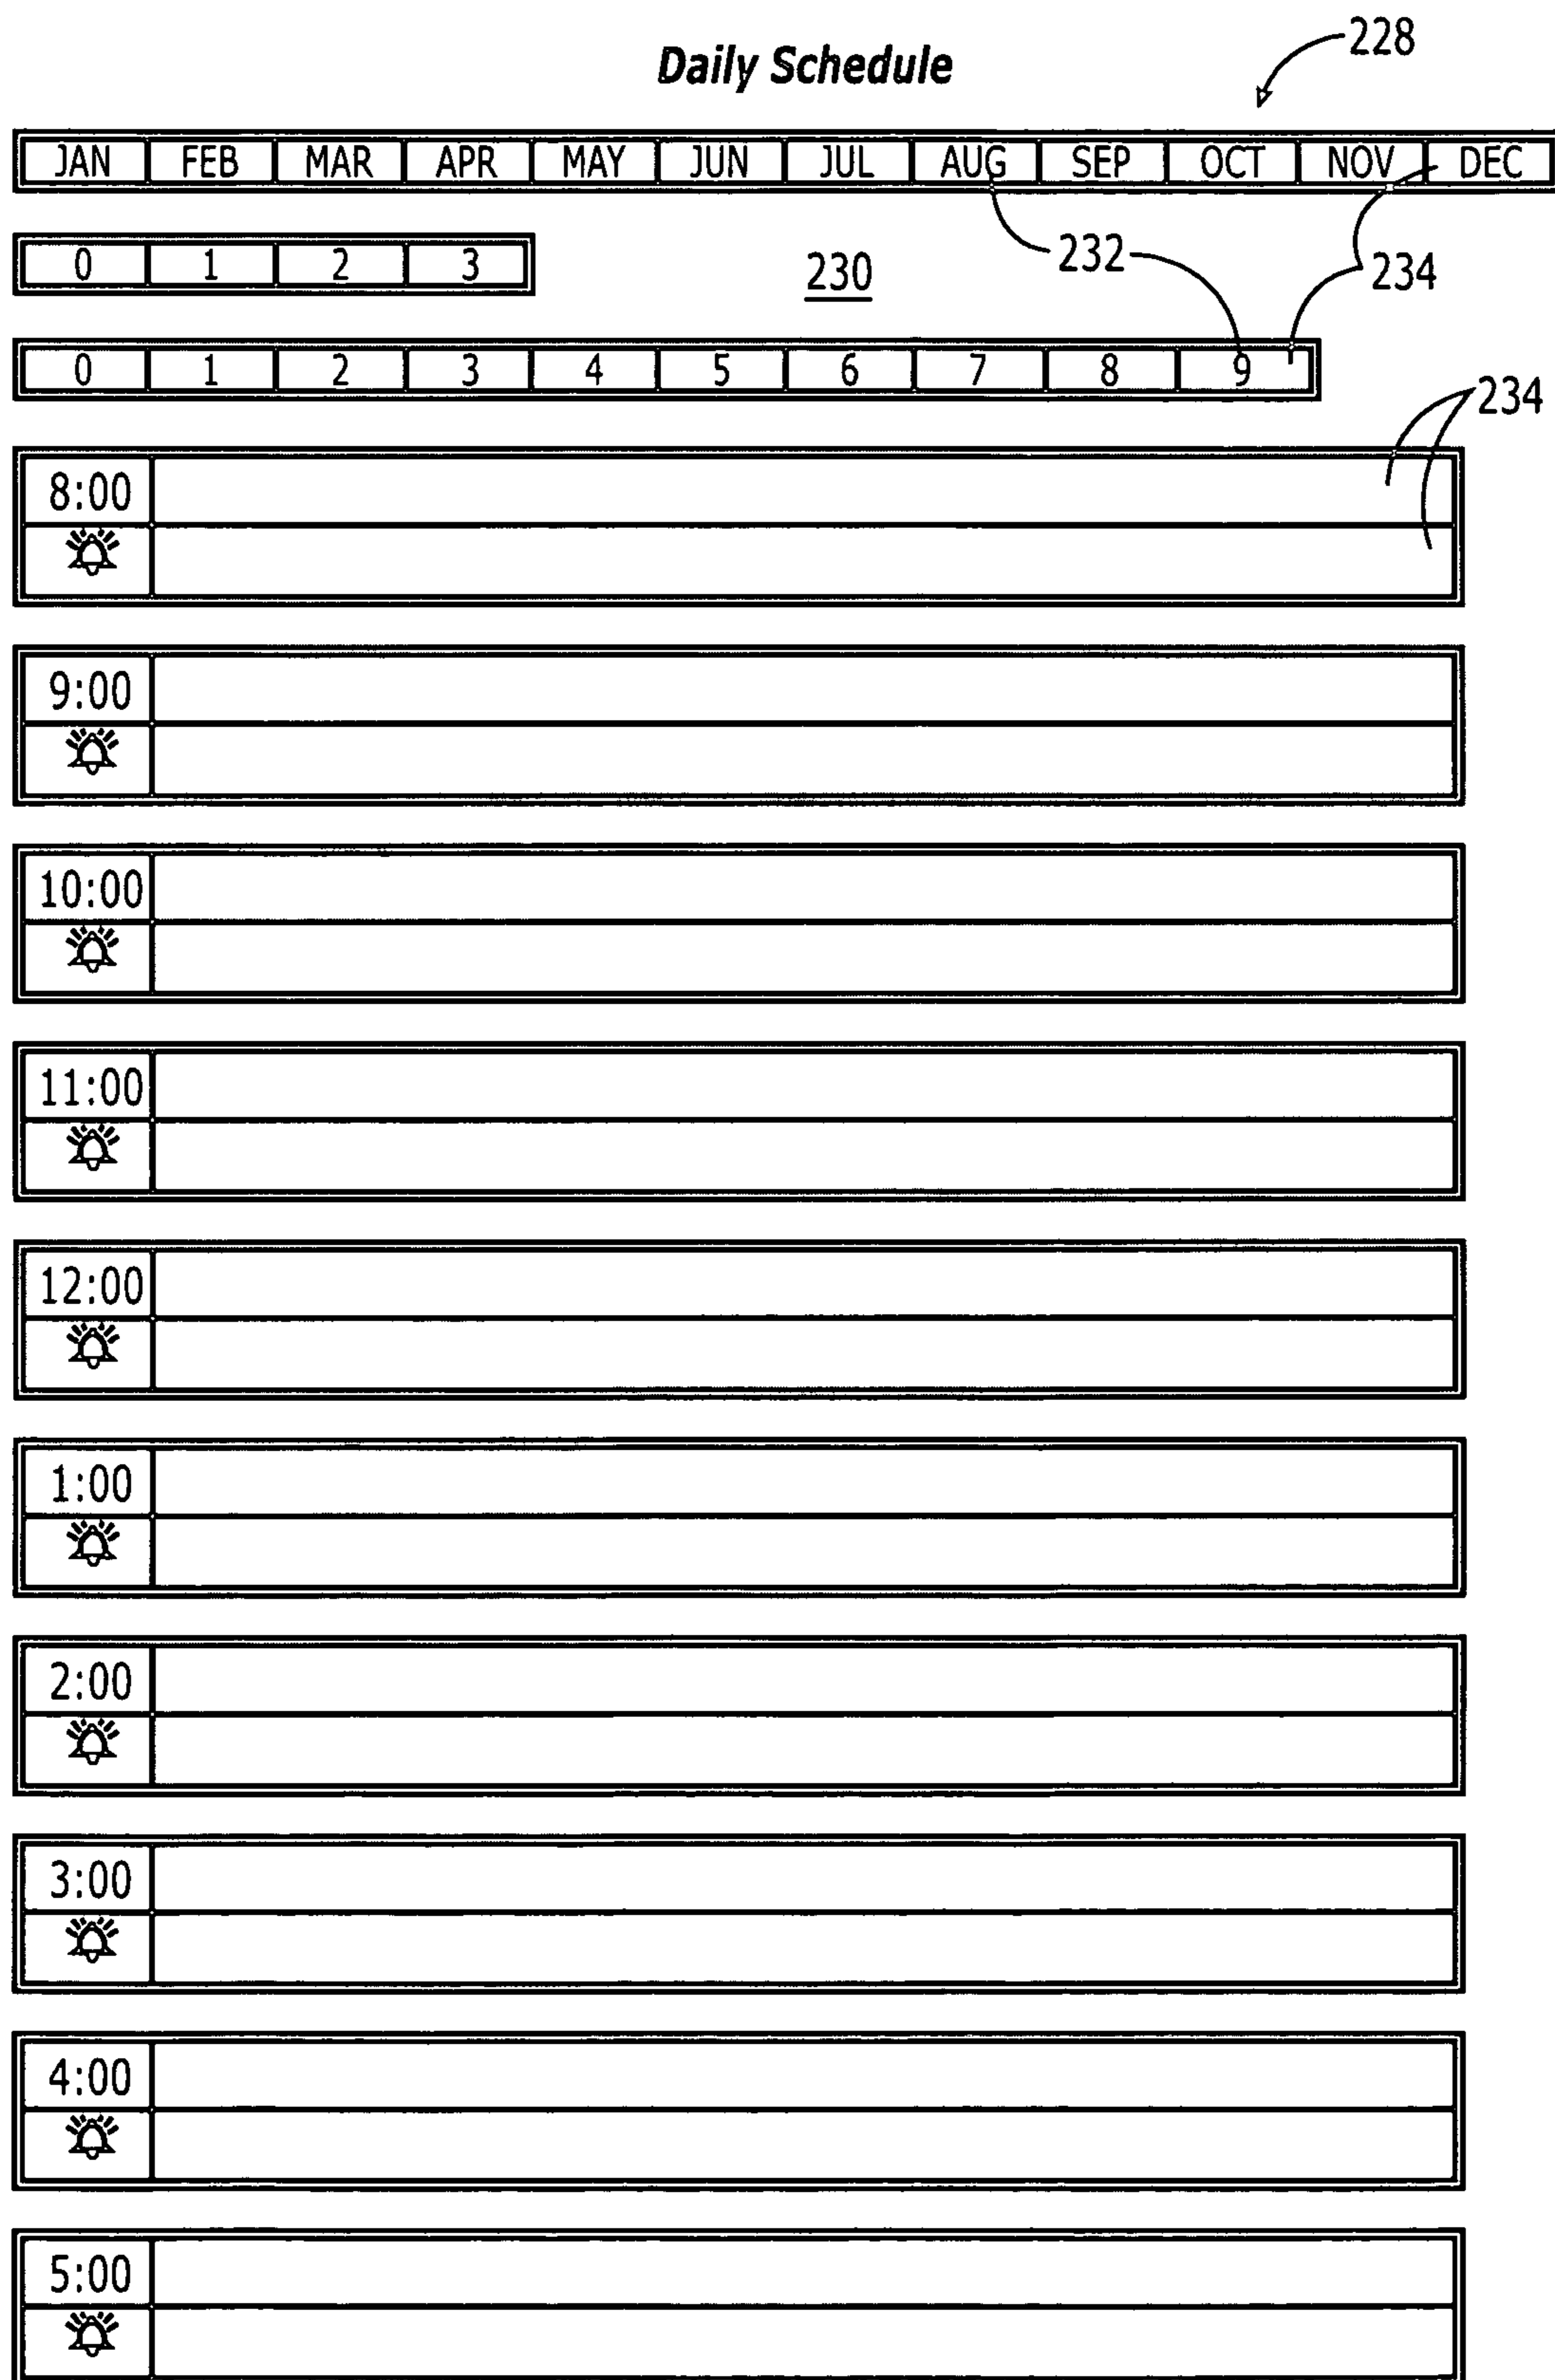 Daily Schedule 228
JAN FEB MAR APR MAY JUN JUL AUG SEP OCT NOV DEC
0 1 2 3 230 232 234
0 1 2 3 4 5 6 7 8 9
234
8:00
9:00
10:00
11:00
12:00
1:00
2:00
3:00
4:00
5:00